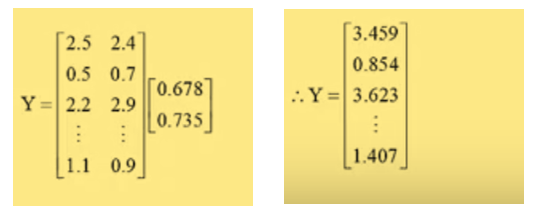 Y = [2.5 2.4
0.5 0.7
2.2 2.9
⋮ ⋮
1.1 0.9] [0.678
0.735]
∴ Y = [3.459
0.854
3.623
⋮
1.407]